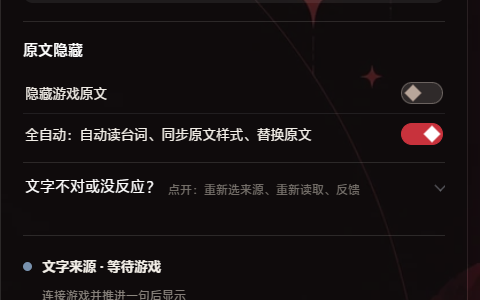 原文隐藏
隐藏游戏原文
全自动：自动读台词、同步原文样式、替换原文
文字不对或没反应？ 点开：重新选来源、重新读取、反馈
文字来源 · 等待游戏
连接游戏并推进一句后显示